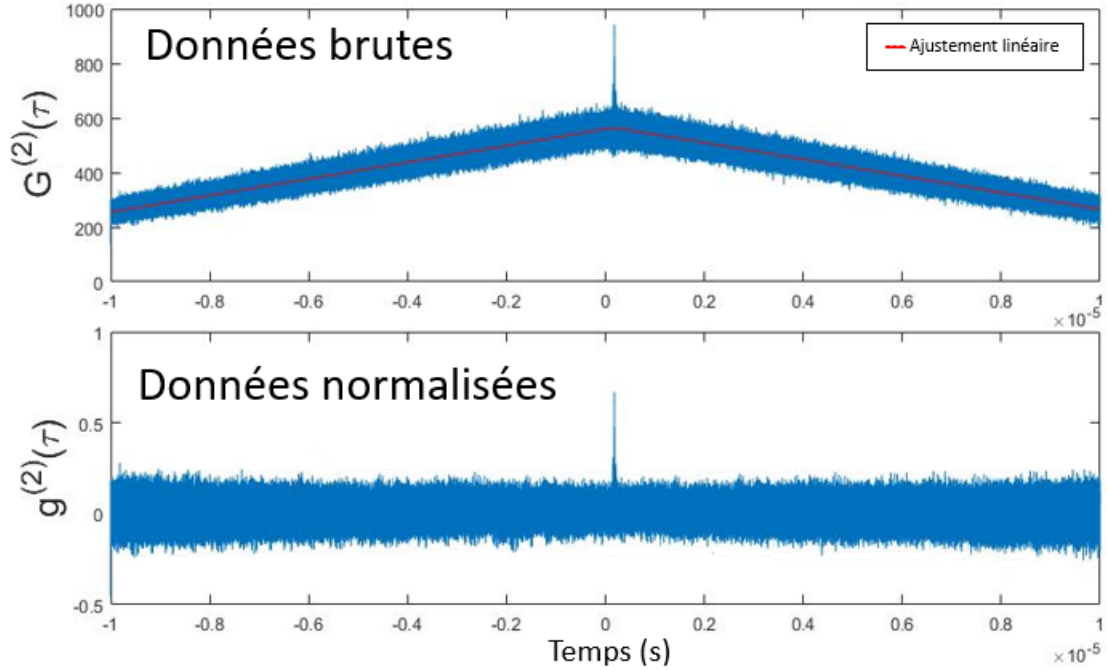 1000
800
600
400
200
0
G^(2)(τ)
Données brutes
Ajustement linéaire
-1 -0.8 -0.6 -0.4 -0.2 0 0.2 0.4 0.6 0.8 1
×10^-5
1
0.5
0
-0.5
g^(2)(τ)
Données normalisées
-1 -0.8 -0.6 -0.4 -0.2 0 0.2 0.4 0.6 0.8 1
Temps (s)
×10^-5